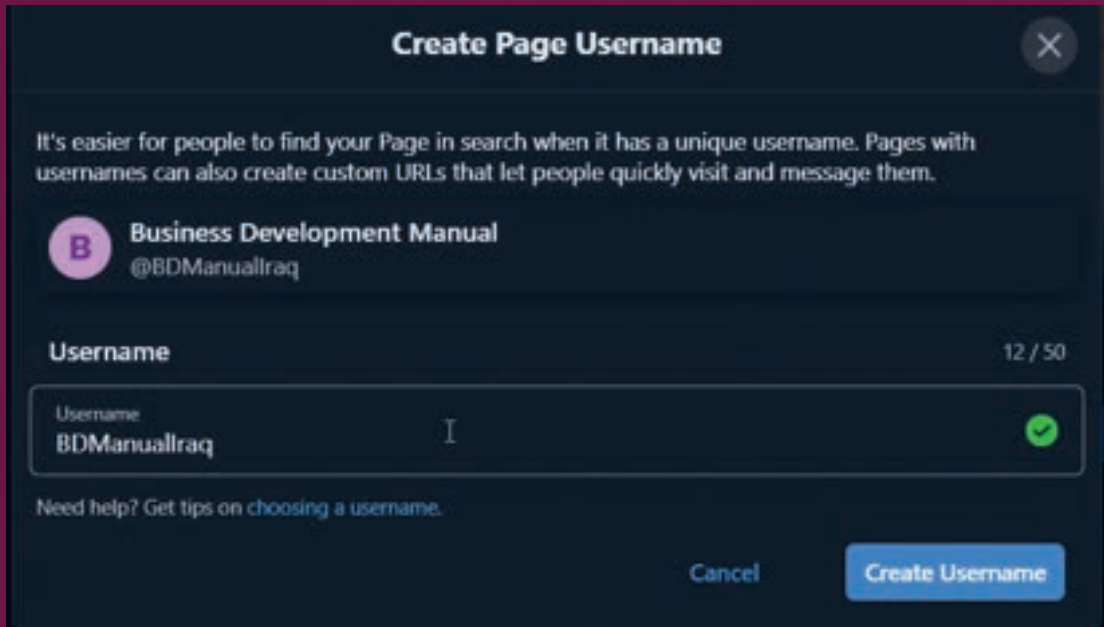 Create Page Username
It's easier for people to find your Page in search when it has a unique username. Pages with
usernames can also create custom URLs that let people quickly visit and message them.
B
Business Development Manual
@BDManualIraq
Username
12 / 50
Username
BDManualIraq
Need help? Get tips on choosing a username.
Cancel
Create Username